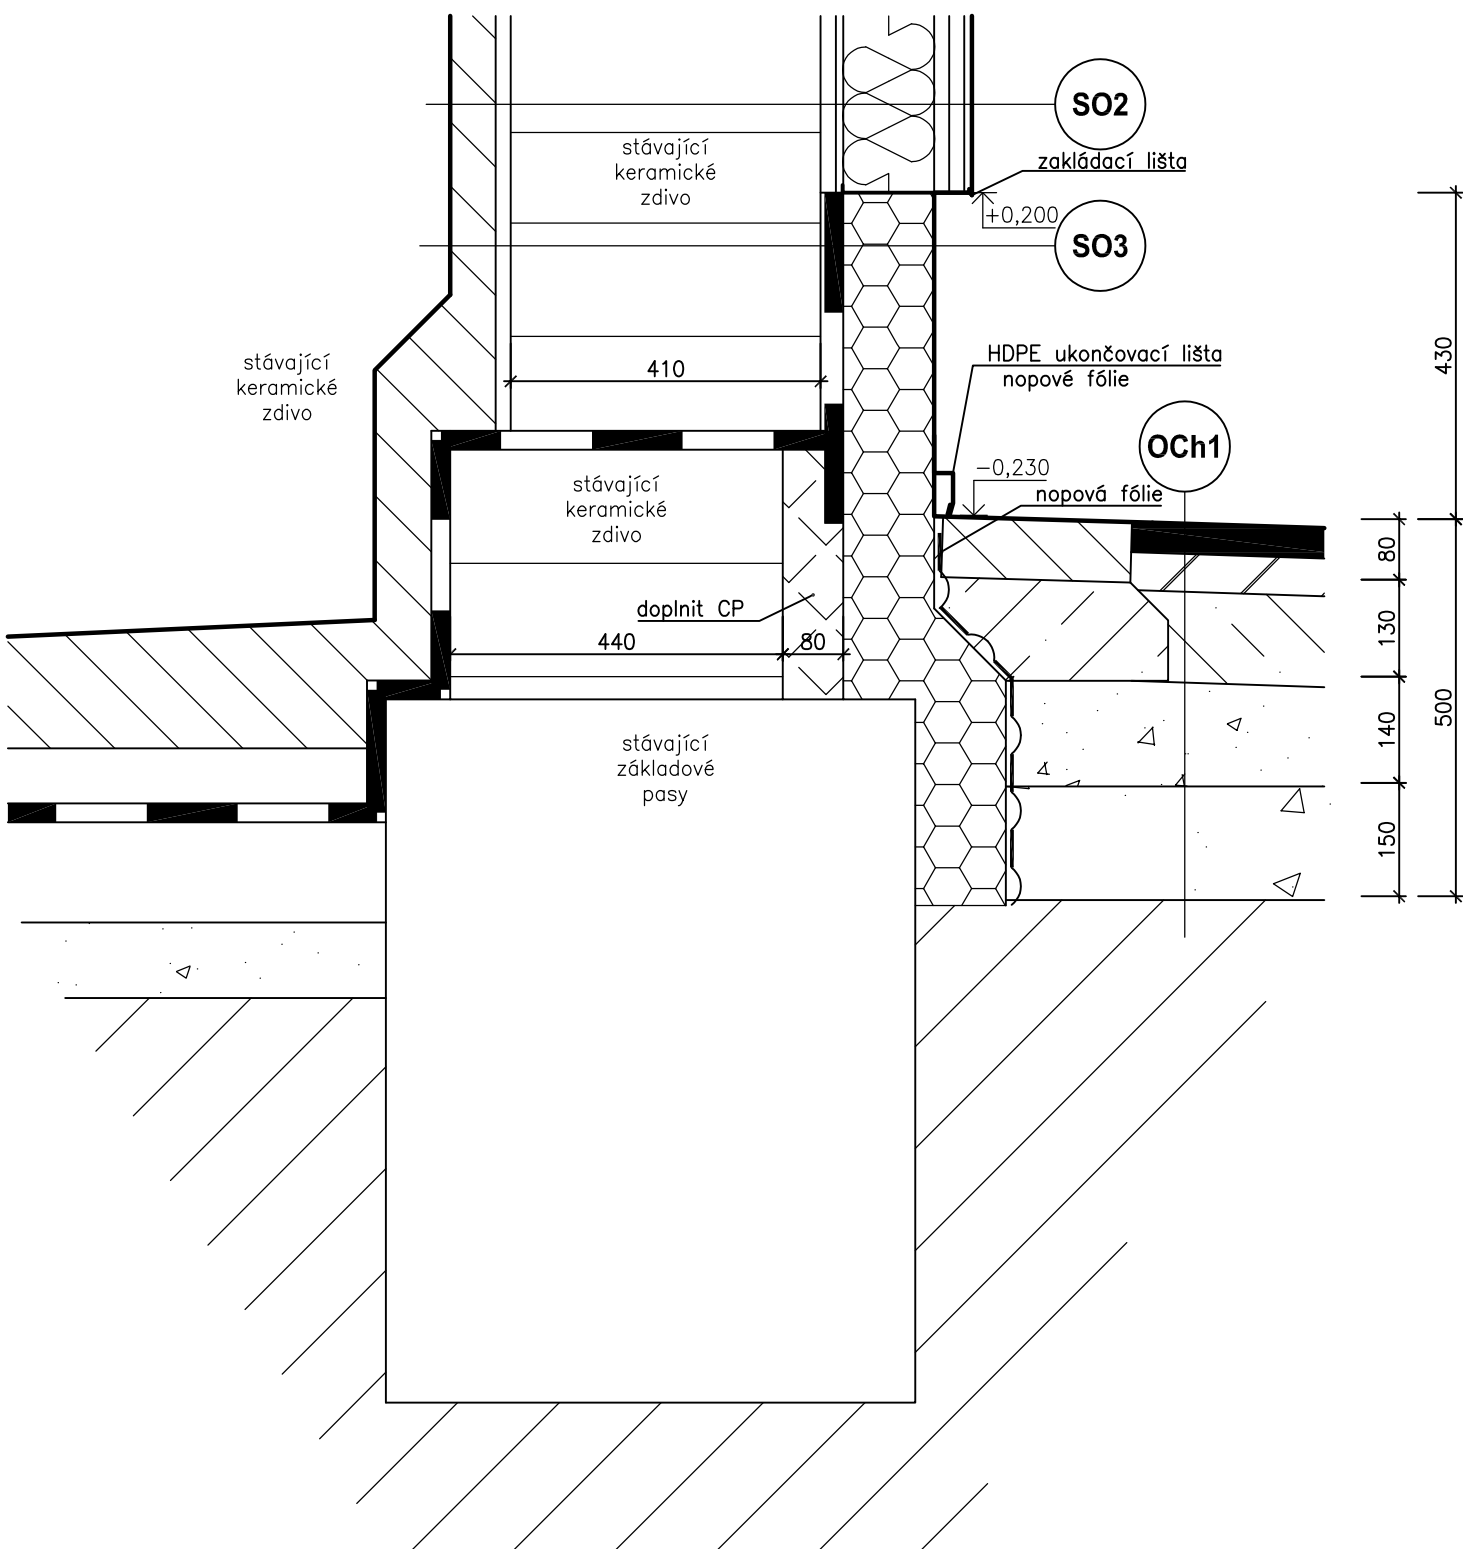 SO2
stávající
keramické
zdivo
zakládací lišta
+0,200
SO3
430
HDPE ukončovací lišta
nopové fólie
stávající
keramické
zdivo
410
OCh1
-0,230
nopová fólie
stávající
keramické
zdivo
80
doplnit CP
440
80
130
500
140
stávající
základové
pasy
150